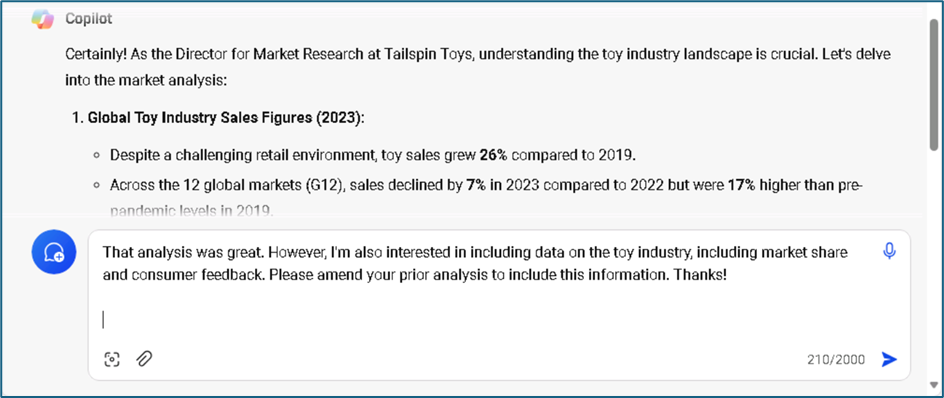 Copilot
Certainly! As the Director for Market Research at Tailspin Toys, understanding the toy industry landscape is crucial. Let's delve
into the market analysis:
1. Global Toy Industry Sales Figures (2023):
◦ Despite a challenging retail environment, toy sales grew 26% compared to 2019.
◦ Across the 12 global markets (G12), sales declined by 7% in 2023 compared to 2022 but were 17% higher than pre-
pandemic levels in 2019.
That analysis was great. However, I'm also interested in including data on the toy industry, including market share
and consumer feedback. Please amend your prior analysis to include this information. Thanks!
210/2000